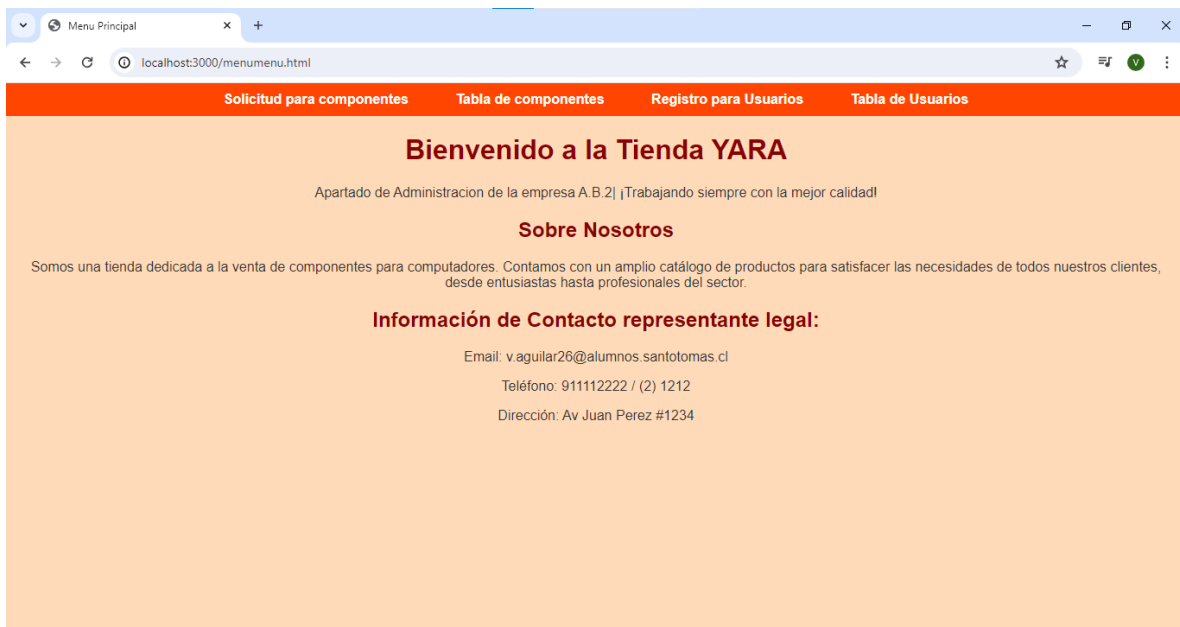 Menu Principal
localhost:3000/menumenu.html
V
Solicitud para componentes Tabla de componentes Registro para Usuarios Tabla de Usuarios
Bienvenido a la Tienda YARA
Apartado de Administracion de la empresa A.B.2| ¡Trabajando siempre con la mejor calidad!
Sobre Nosotros
Somos una tienda dedicada a la venta de componentes para computadores. Contamos con un amplio catálogo de productos para satisfacer las necesidades de todos nuestros clientes,
desde entusiastas hasta profesionales del sector.
Información de Contacto representante legal:
Email: v.aguilar26@alumnos.santotomas.cl
Teléfono: 911112222 / (2) 1212
Dirección: Av Juan Perez #1234